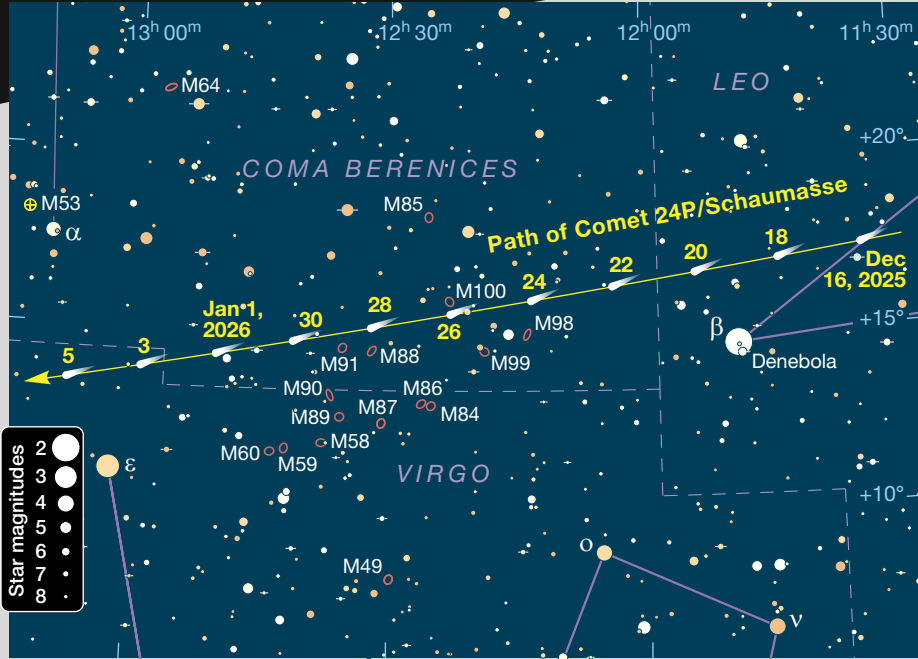 13h 00m
12h 30m
12h 00m
11h 30m
M64
LEO
+20°
COMA BERENICES
M53
α
M85
Path of Comet 24P/Schaumasse
Dec
16, 2025
18
20
22
24
26
28
30
Jan 1,
2026
3
5
M100
M98
+15°
β
Denebola
M91
M88
M99
M90
M86
M89
M87
M84
M58
M60
M59
VIRGO
ε
+10°
M49
ο
ν
Star magnitudes
2
3
4
5
6
7
8